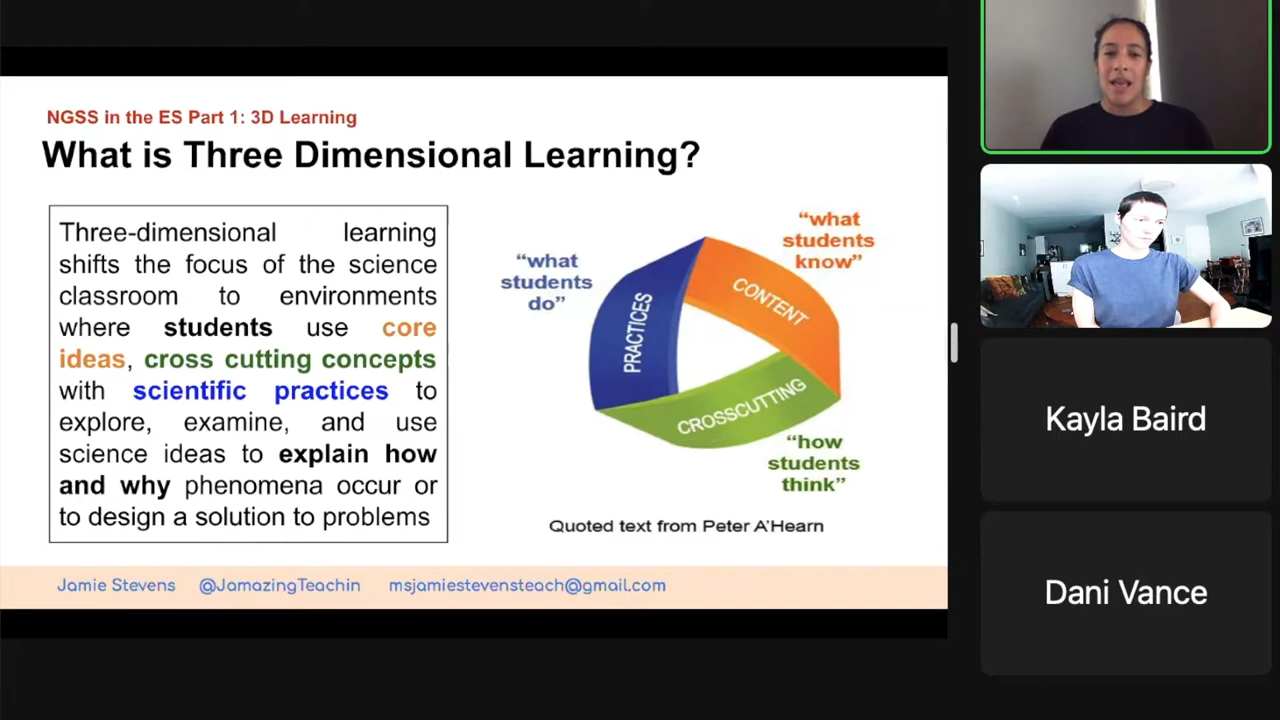 NGSS in the ES Part 1: 3D Learning
What is Three Dimensional Learning?
Three-dimensional learning
shifts the focus of the science
classroom to environments
where students use core
ideas, cross cutting concepts
with scientific practices to
explore, examine, and use
science ideas to explain how
and why phenomena occur or
to design a solution to problems
“what
students
do”
PRACTICES
“what
students
know”
CONTENT
CROSSCUTTING
“how
students
think”
Quoted text from Peter A’Hearn
Jamie Stevens @JamazingTeachin msjamiestevensteach@gmail.com
Kayla Baird
Dani Vance